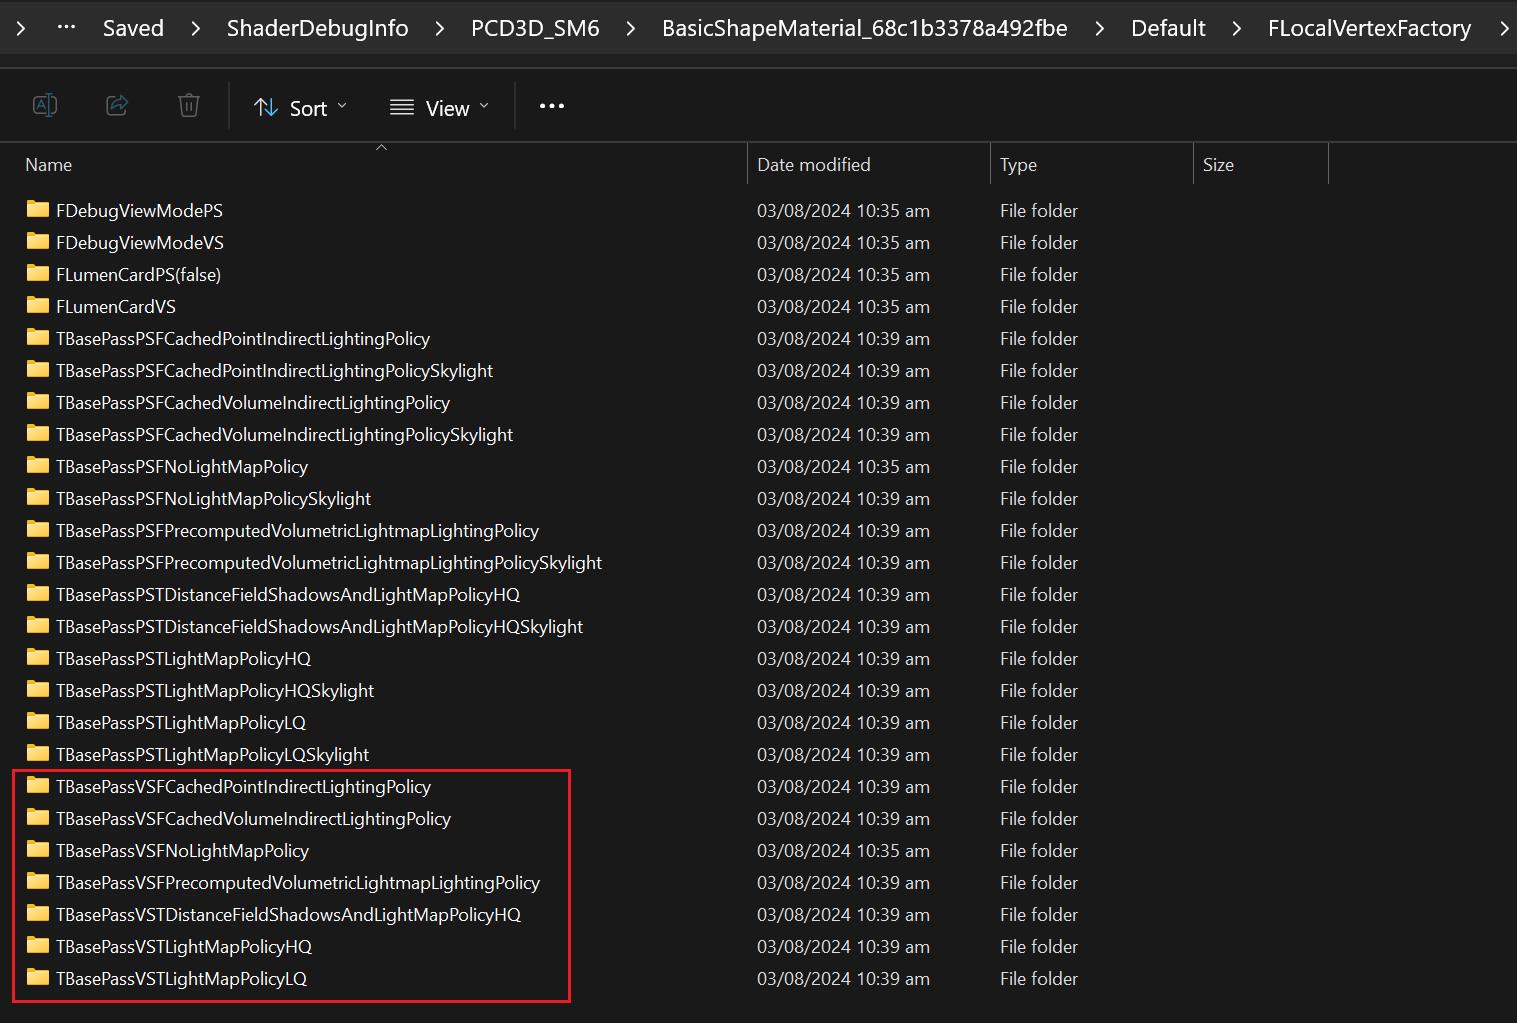 > ··· Saved > ShaderDebugInfo > PCD3D_SM6 > BasicShapeMaterial_68c1b3378a492fbe > Default > FLocalVertexFactory >
A Sort View ···
Name Date modified Type Size
FDebugViewModePS 03/08/2024 10:35 am File folder
FDebugViewModeVS 03/08/2024 10:35 am File folder
FLumenCardPS(false) 03/08/2024 10:35 am File folder
FLumenCardVS 03/08/2024 10:35 am File folder
TBasePassPSFCachedPointIndirectLightingPolicy 03/08/2024 10:39 am File folder
TBasePassPSFCachedPointIndirectLightingPolicySkylight 03/08/2024 10:39 am File folder
TBasePassPSFCachedVolumeIndirectLightingPolicy 03/08/2024 10:39 am File folder
TBasePassPSFCachedVolumeIndirectLightingPolicySkylight 03/08/2024 10:39 am File folder
TBasePassPSFNoLightMapPolicy 03/08/2024 10:35 am File folder
TBasePassPSFNoLightMapPolicySkylight 03/08/2024 10:39 am File folder
TBasePassPSFPrecomputedVolumetricLightmapLightingPolicy 03/08/2024 10:39 am File folder
TBasePassPSFPrecomputedVolumetricLightmapLightingPolicySkylight 03/08/2024 10:39 am File folder
TBasePassPSTDistanceFieldShadowsAndLightMapPolicyHQ 03/08/2024 10:39 am File folder
TBasePassPSTDistanceFieldShadowsAndLightMapPolicyHQSkylight 03/08/2024 10:39 am File folder
TBasePassPSTLightMapPolicyHQ 03/08/2024 10:39 am File folder
TBasePassPSTLightMapPolicyHQSkylight 03/08/2024 10:39 am File folder
TBasePassPSTLightMapPolicyLQ 03/08/2024 10:39 am File folder
TBasePassPSTLightMapPolicyLQSkylight 03/08/2024 10:39 am File folder
TBasePassVSFCachedPointIndirectLightingPolicy 03/08/2024 10:39 am File folder
TBasePassVSFCachedVolumeIndirectLightingPolicy 03/08/2024 10:39 am File folder
TBasePassVSFNoLightMapPolicy 03/08/2024 10:35 am File folder
TBasePassVSFPrecomputedVolumetricLightmapLightingPolicy 03/08/2024 10:39 am File folder
TBasePassVSTDistanceFieldShadowsAndLightMapPolicyHQ 03/08/2024 10:39 am File folder
TBasePassVSTLightMapPolicyHQ 03/08/2024 10:39 am File folder
TBasePassVSTLightMapPolicyLQ 03/08/2024 10:39 am File folder